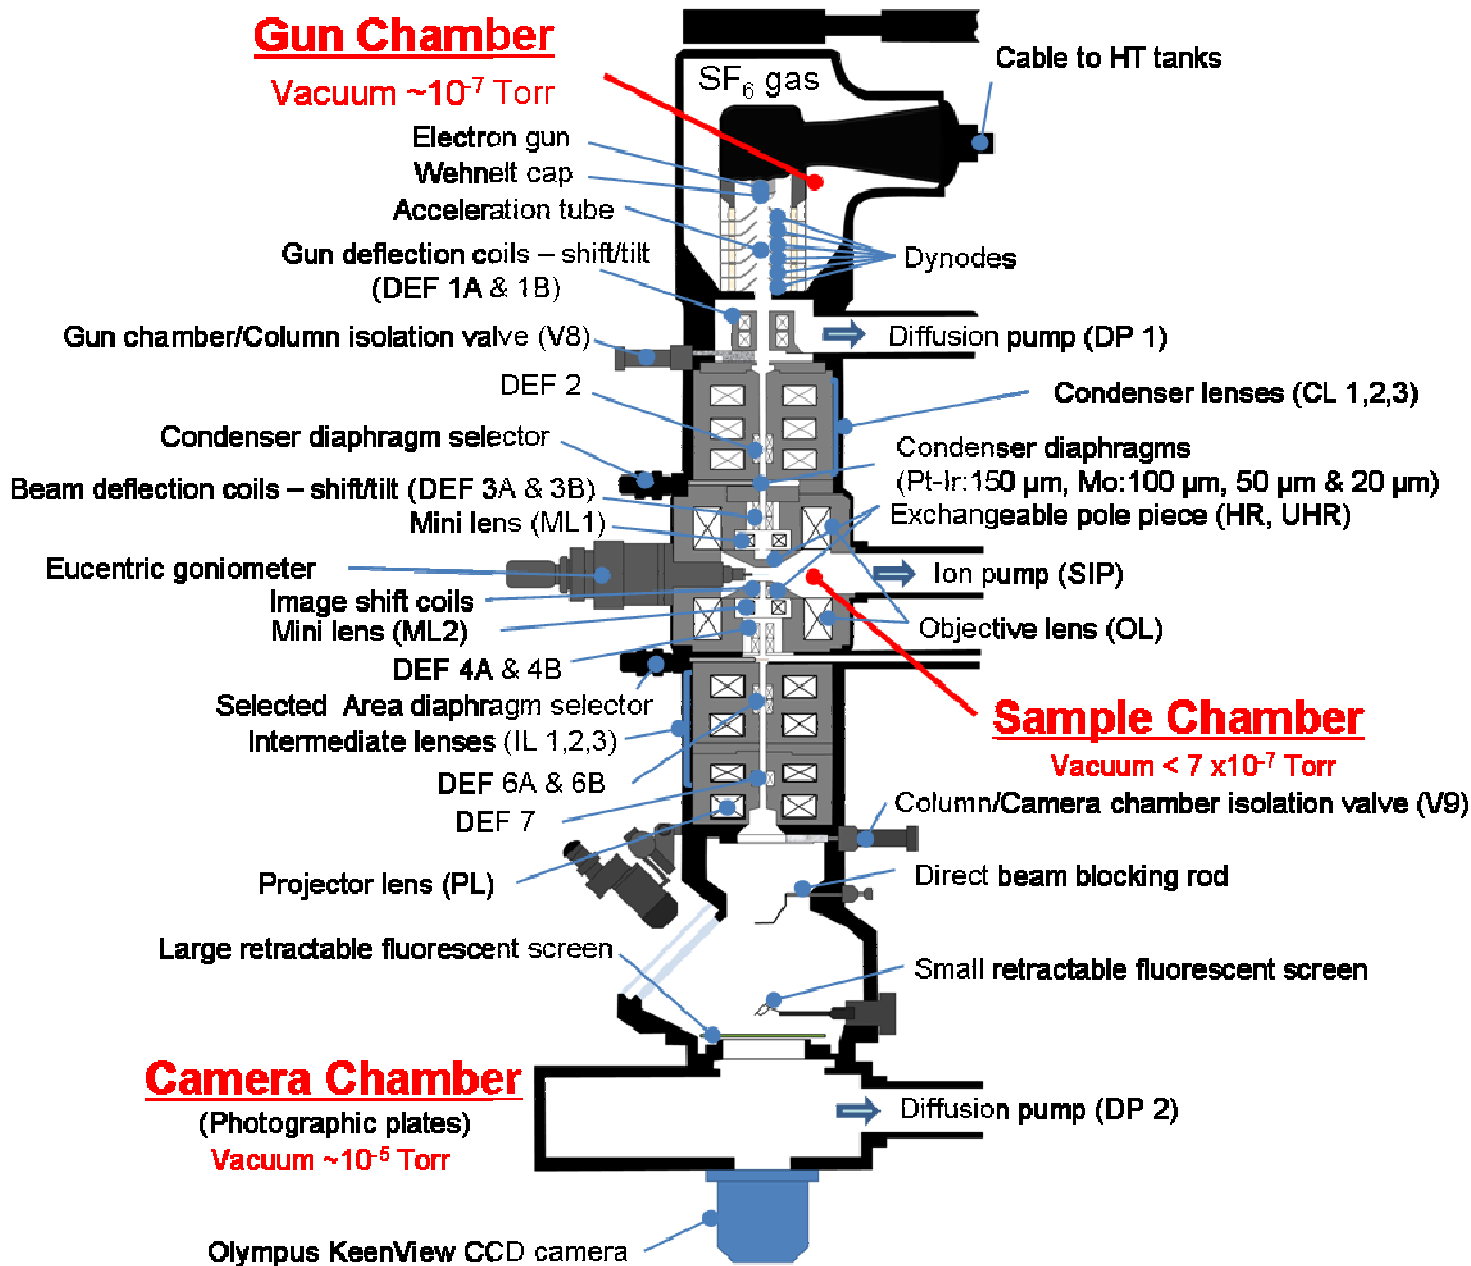 Gun Chamber
Vacuum ~10-7 Torr
SF6 gas
Cable to HT tanks
Electron gun
Wehnelt cap
Acceleration tube
Gun deflection coils – shift/tilt
(DEF 1A & 1B)
Dynodes
Gun chamber/Column isolation valve (V8)
Diffusion pump (DP 1)
DEF 2
Condenser lenses (CL 1,2,3)
Condenser diaphragm selector
Condenser diaphragms
(Pt-Ir:150 µm, Mo:100 µm, 50 µm & 20 µm)
Beam deflection coils – shift/tilt (DEF 3A & 3B)
Mini lens (ML1)
Exchangeable pole piece (HR, UHR)
Eucentric goniometer
Ion pump (SIP)
Image shift coils
Mini lens (ML2)
Objective lens (OL)
DEF 4A & 4B
Selected Area diaphragm selector
Sample Chamber
Vacuum < 7 x10-7 Torr
Intermediate lenses (IL 1,2,3)
DEF 6A & 6B
DEF 7
Column/Camera chamber isolation valve (V9)
Projector lens (PL)
Direct beam blocking rod
Large retractable fluorescent screen
Small retractable fluorescent screen
Camera Chamber
(Photographic plates)
Vacuum ~10-5 Torr
Diffusion pump (DP 2)
Olympus KeenView CCD camera